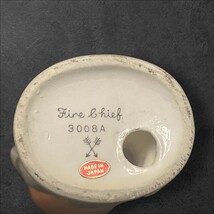 Fire Chief
3008A
MADE IN
JAPAN